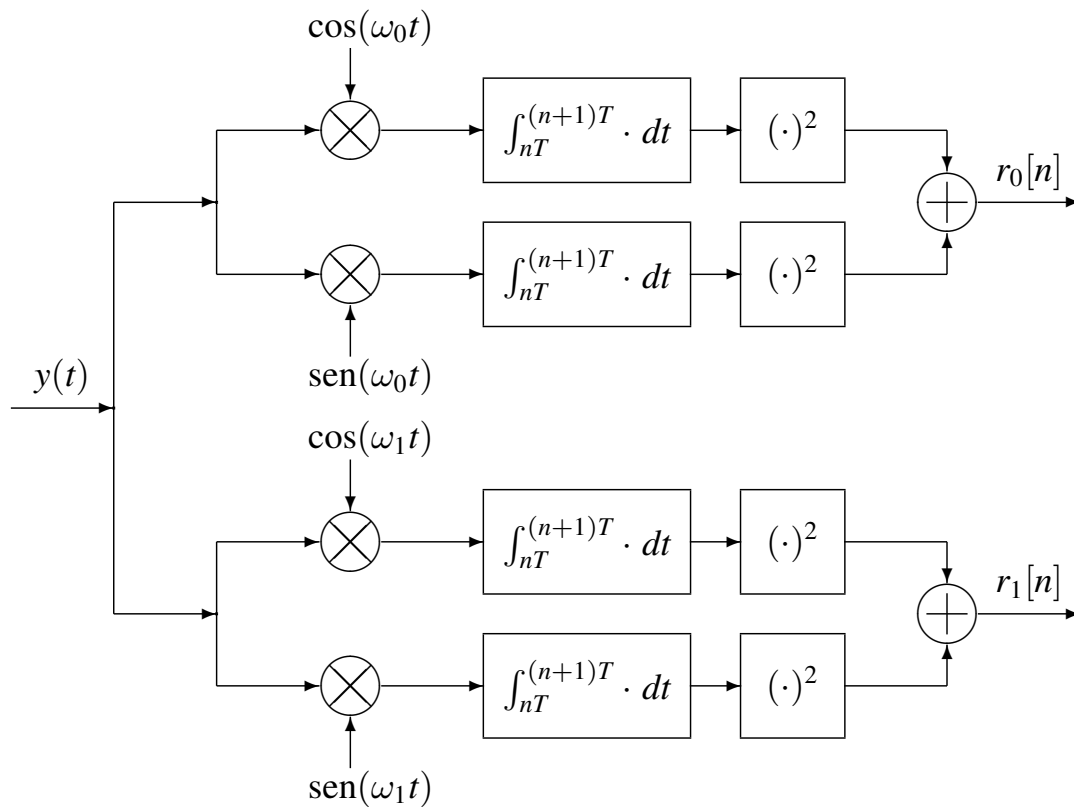 cos(ω₀t)
∫ₙₜ⁽ⁿ⁺¹⁾ᵀ · dt
(·)²
r₀[n]
∫ₙₜ⁽ⁿ⁺¹⁾ᵀ · dt
(·)²
sen(ω₀t)
y(t)
cos(ω₁t)
∫ₙₜ⁽ⁿ⁺¹⁾ᵀ · dt
(·)²
r₁[n]
∫ₙₜ⁽ⁿ⁺¹⁾ᵀ · dt
(·)²
sen(ω₁t)